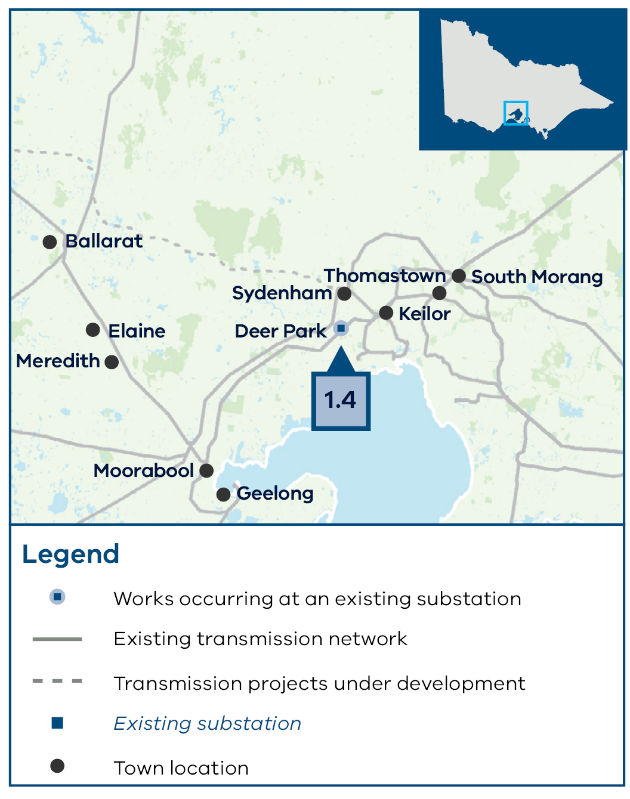 Ballarat
Thomastown
South Morang
Sydenham
Keilor
Deer Park
Elaine
Meredith
1.4
Moorabool
Geelong
Legend
Works occurring at an existing substation
Existing transmission network
Transmission projects under development
Existing substation
Town location